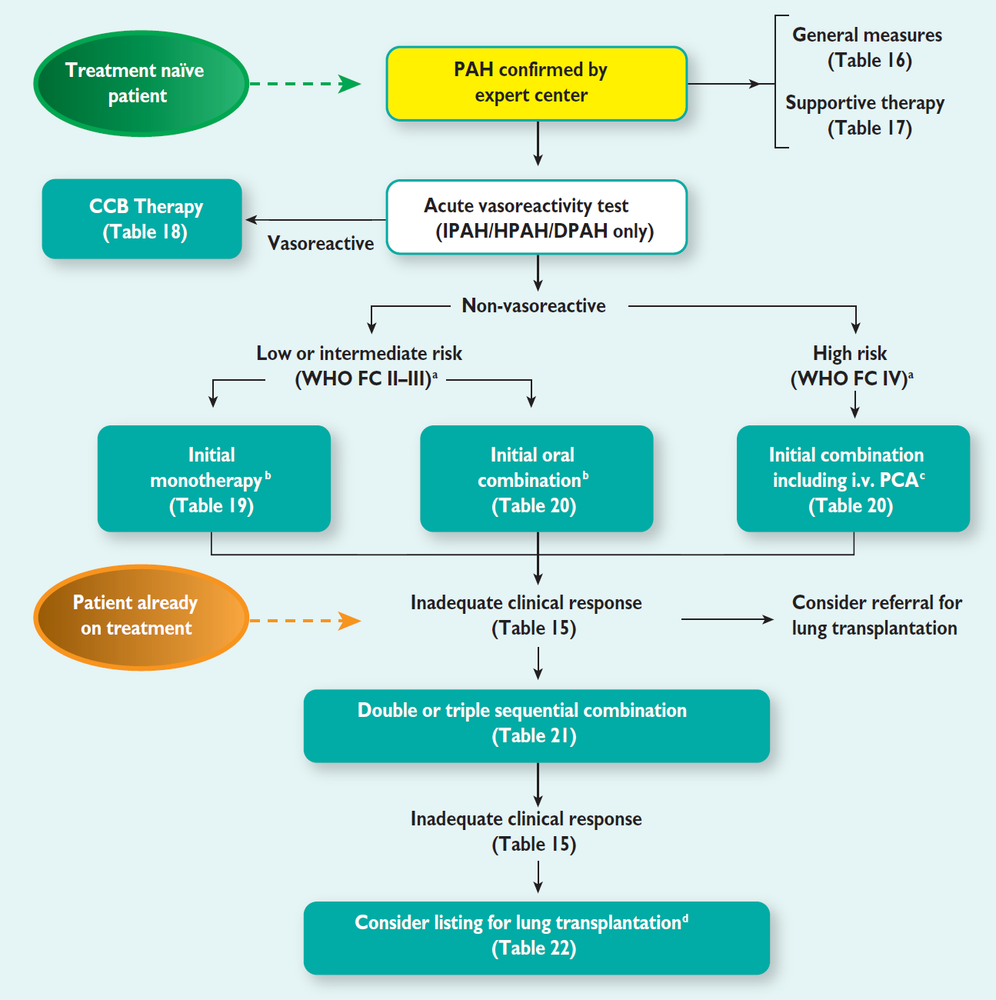 Treatment naïve
patient
PAH confirmed by
expert center
General measures
(Table 16)
Supportive therapy
(Table 17)
CCB Therapy
(Table 18)
Vasoreactive
Acute vasoreactivity test
(IPAH/HPAH/DPAH only)
Non-vasoreactive
Low or intermediate risk
(WHO FC II–III)a
High risk
(WHO FC IV)a
Initial
monotherapy b
(Table 19)
Initial oral
combination b
(Table 20)
Initial combination
including i.v. PCA c
(Table 20)
Patient already
on treatment
Inadequate clinical response
(Table 15)
Consider referral for
lung transplantation
Double or triple sequential combination
(Table 21)
Inadequate clinical response
(Table 15)
Consider listing for lung transplantation d
(Table 22)